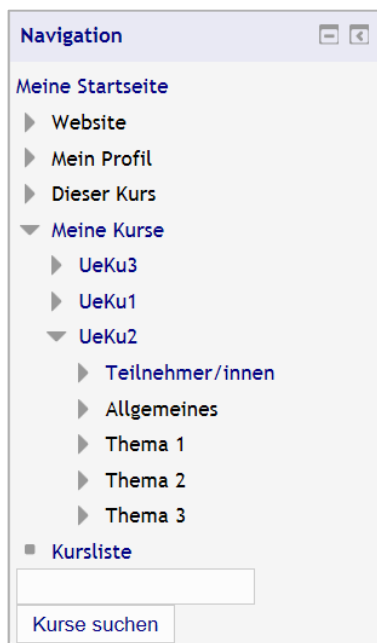 Navigation
Meine Startseite
Website
Mein Profil
Dieser Kurs
Meine Kurse
UeKu3
UeKu1
UeKu2
Teilnehmer/innen
Allgemeines
Thema 1
Thema 2
Thema 3
Kursliste
Kurse suchen